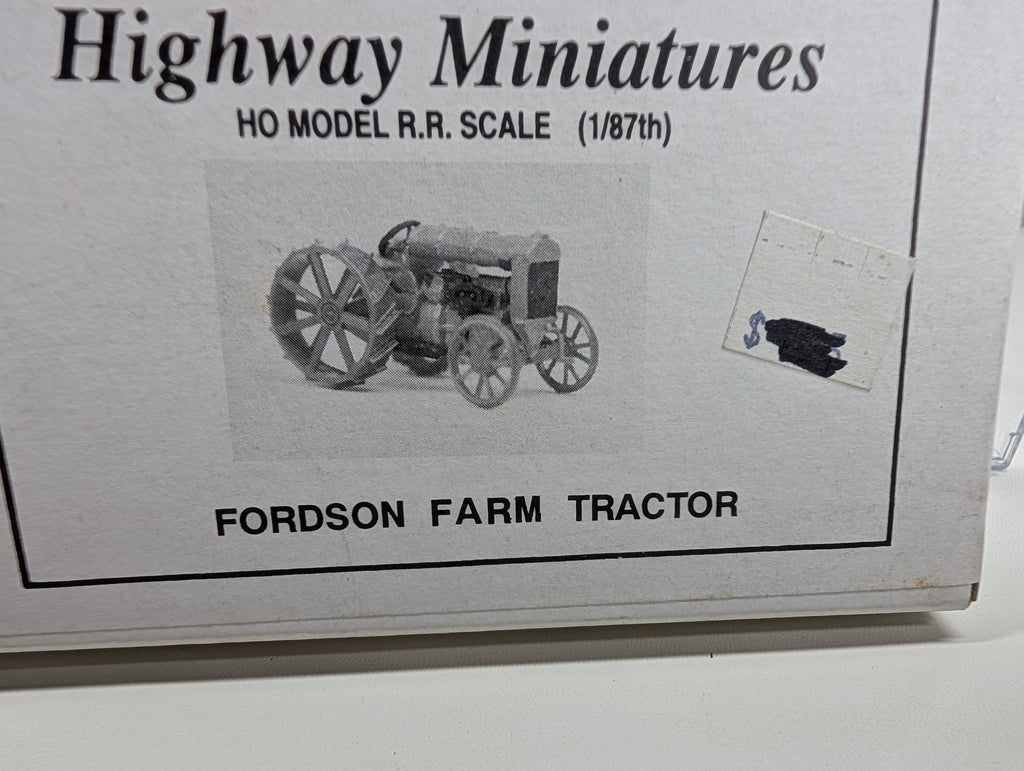 Highway Miniatures
HO MODEL R.R. SCALE (1/87th)
$
FORDSON FARM TRACTOR